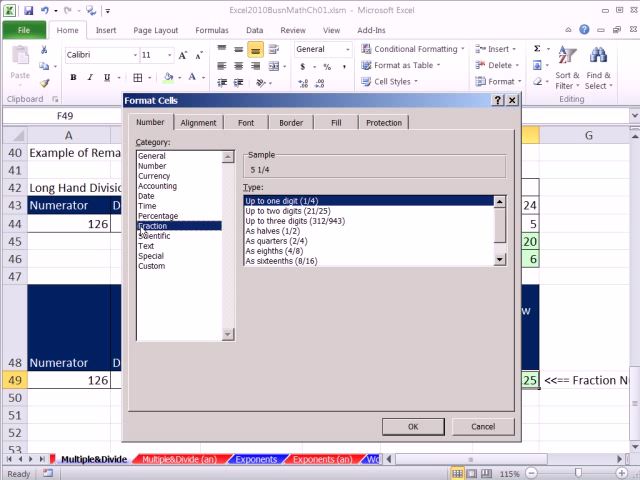 Excel2010BusnMathCh01.xlsm - Microsoft Excel
File Home Insert Page Layout Formulas Data Review View Add-Ins
Paste
Calibri 11 A A
B I U A
General
$ - % ,
Conditional Formatting
Format as Table
Cell Styles
Insert
Delete
Format
Σ
Sort & Find &
Filter Select
Clipboard
Editing
F49
A G
40 Example of Rema
41
42 Long Hand Divisio
43 Numerator D 24
44 126 5
45 20
46 6
47
w
48 Numerator D
49 126 25 <<== Fraction N
50
51
52
53
Format Cells
Number Alignment Font Border Fill Protection
Category:
General
Number
Currency
Accounting
Date
Time
Percentage
Fraction
Scientific
Text
Special
Custom
Sample
5 1/4
Type:
Up to one digit (1/4)
Up to two digits (21/25)
Up to three digits (312/943)
As halves (1/2)
As quarters (2/4)
As eighths (4/8)
As sixteenths (8/16)
OK Cancel
Multiple&Divide Multiple&Divide (an) Exponents Exponents (an) Wo
Ready 115%